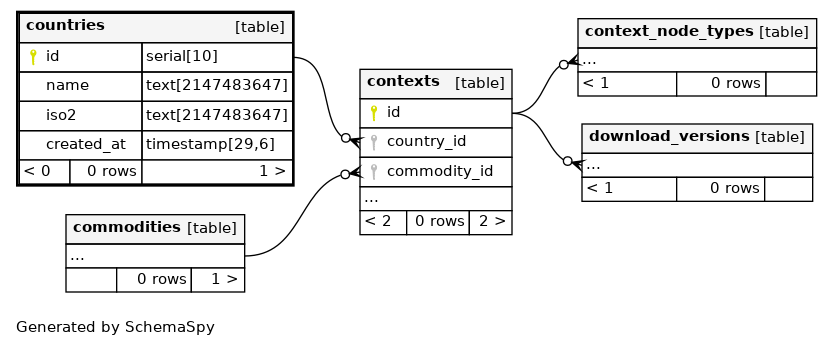 countries [table]
id serial[10]
name text[2147483647]
iso2 text[2147483647]
created_at timestamp[29,6]
< 0 0 rows 1 >
commodities [table]
...
0 rows 1 >
contexts [table]
id
country_id
commodity_id
...
< 2 0 rows 2 >
context_node_types [table]
...
< 1 0 rows
download_versions [table]
...
< 1 0 rows
Generated by SchemaSpy